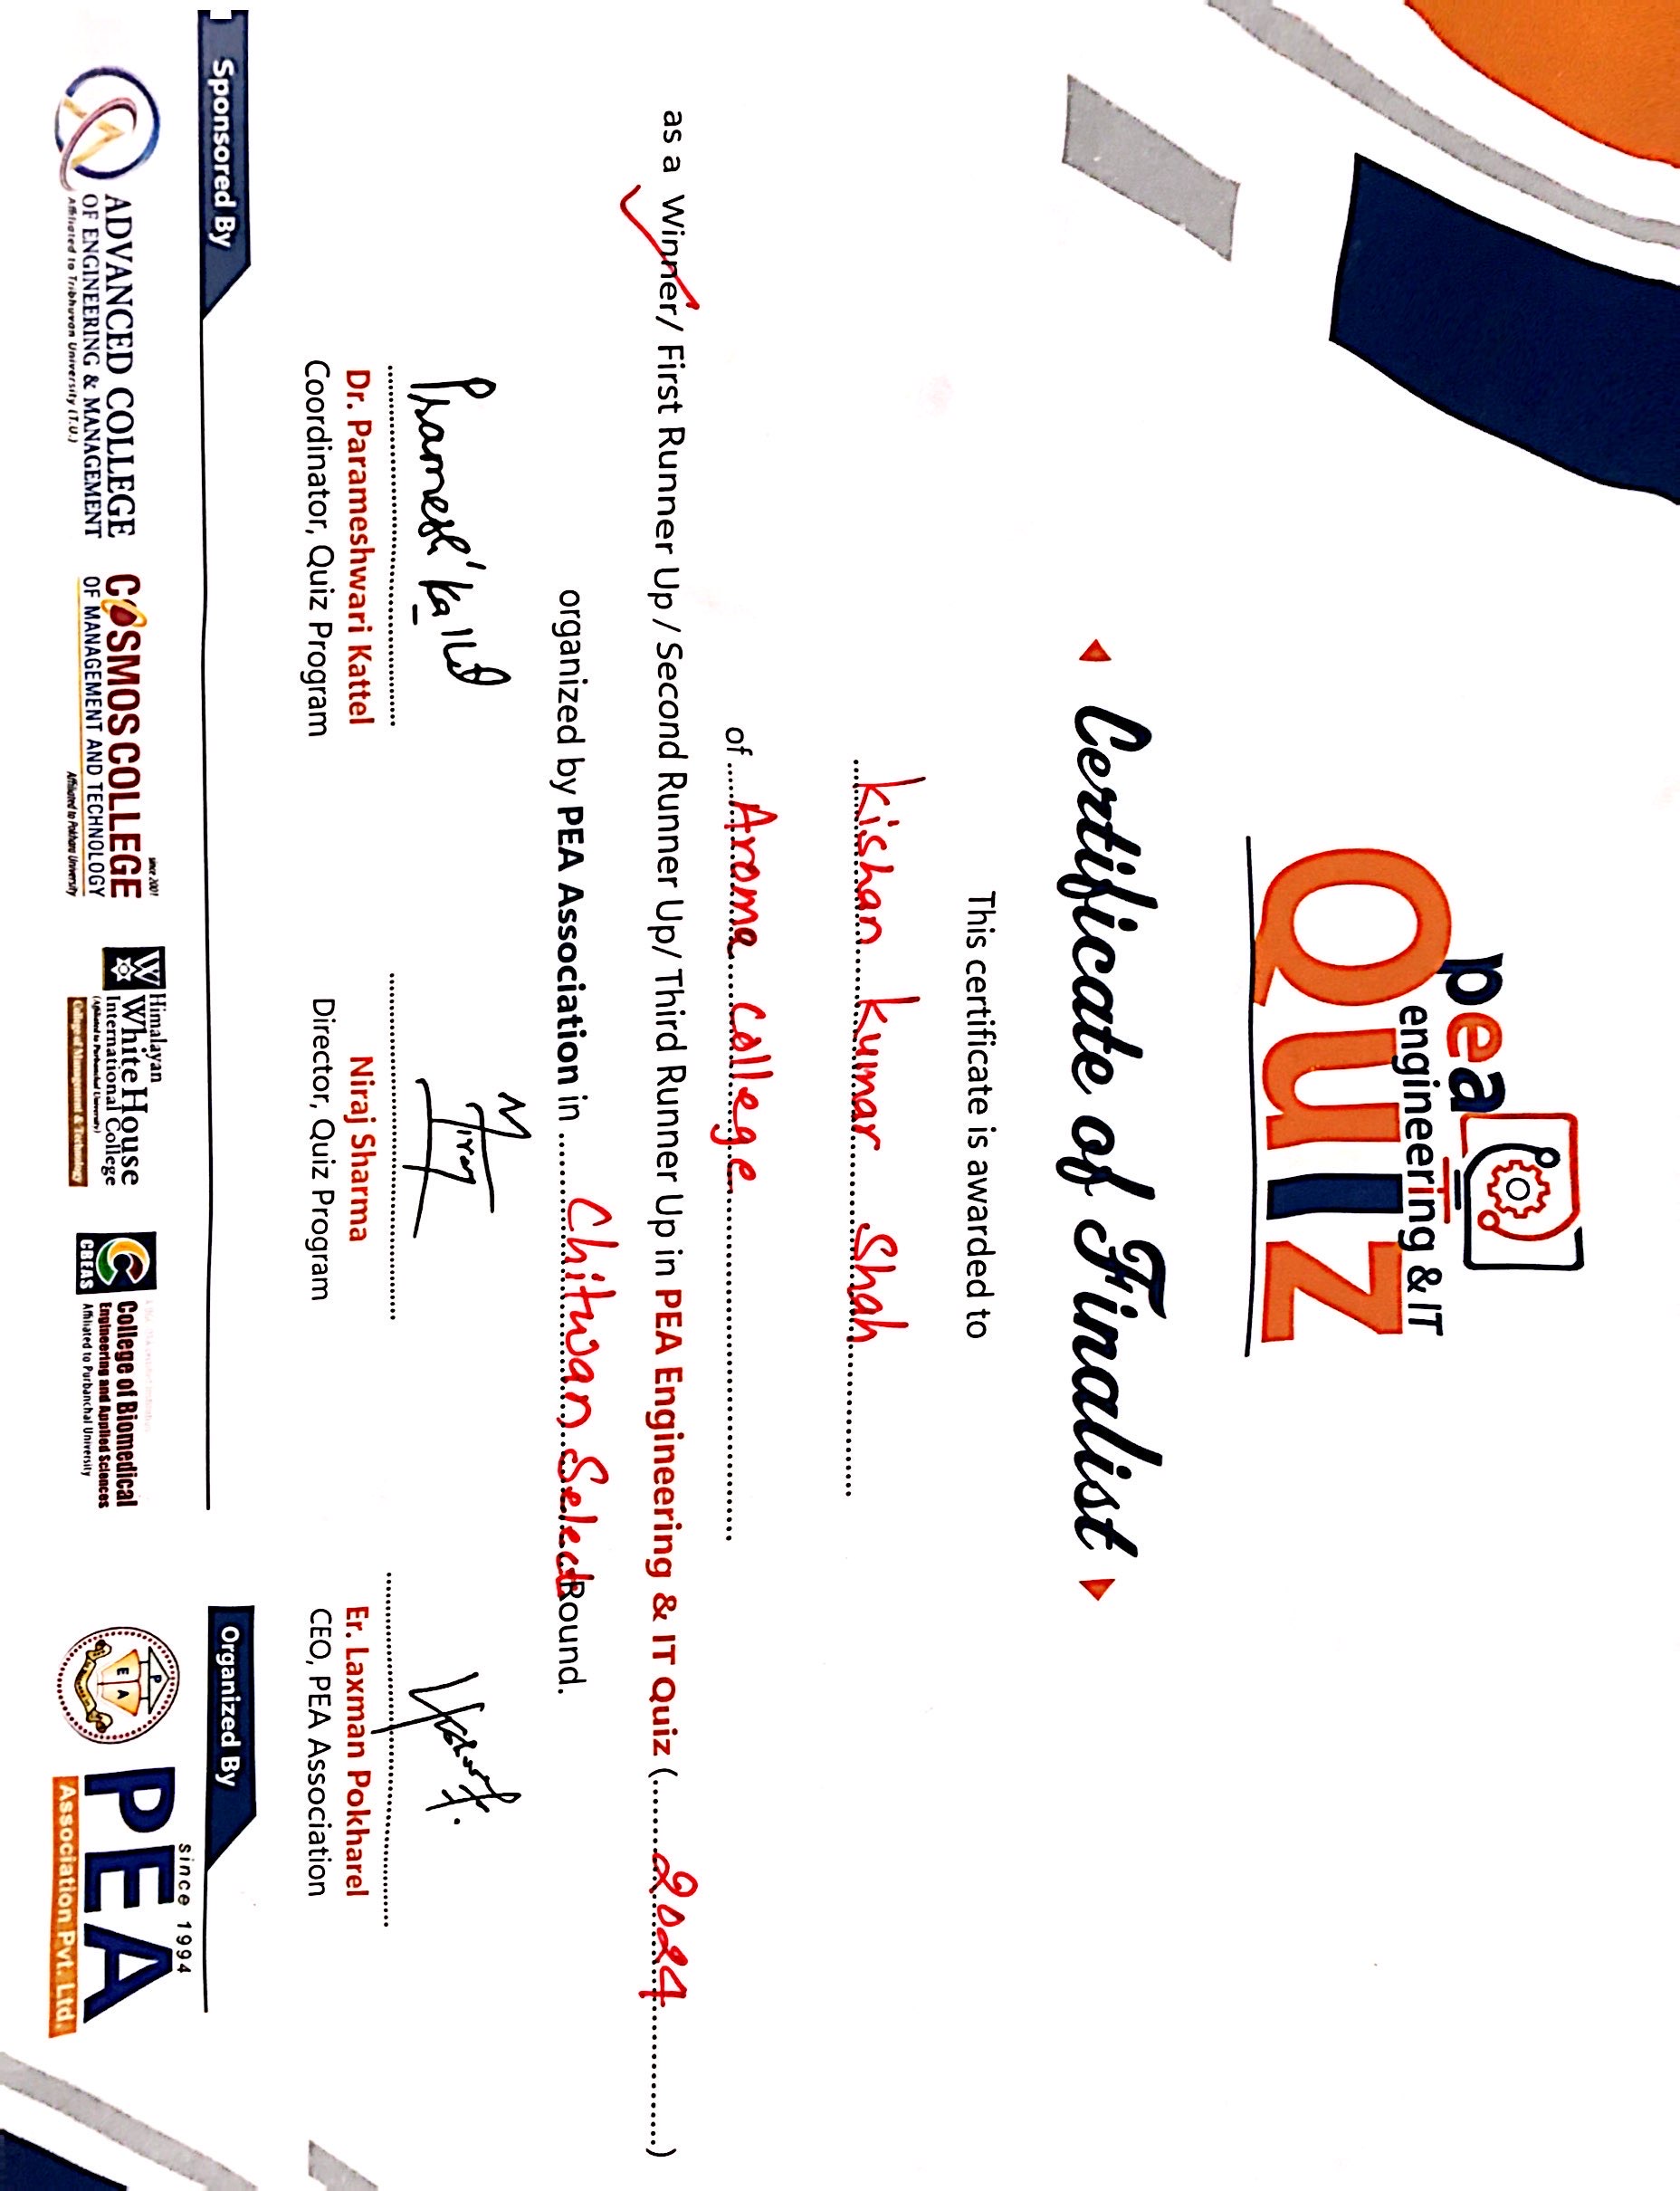 pea
engineering & IT
Quiz
Certificate of Finalist
This certificate is awarded to
Kishan Kumar Shah
of Aroma college
as a Winner/ First Runner Up / Second Runner Up/ Third Runner Up in PEA Engineering & IT Quiz (2024)
organized by PEA Association in Chitwan Select Round.
Dr. Parameshwari Kattel
Coordinator, Quiz Program
Niraj
Niraj Sharma
Director, Quiz Program
Er. Laxman Pokharel
CEO, PEA Association
Sponsored By
ADVANCED COLLEGE
OF ENGINEERING & MANAGEMENT
Affiliated to Tribhuvan University (T.U.)
since 2001
COSMOS COLLEGE
OF MANAGEMENT AND TECHNOLOGY
Affiliated to Pokhara University
Himalayan
WhiteHouse
International College
(Affiliated to Purbanchal University)
College of Management & Technology
CBEAS
College of Biomedical
Engineering and Applied Sciences
Affiliated to Purbanchal University
Organized By
P E A
since 1994
PEA
Association Pvt. Ltd.